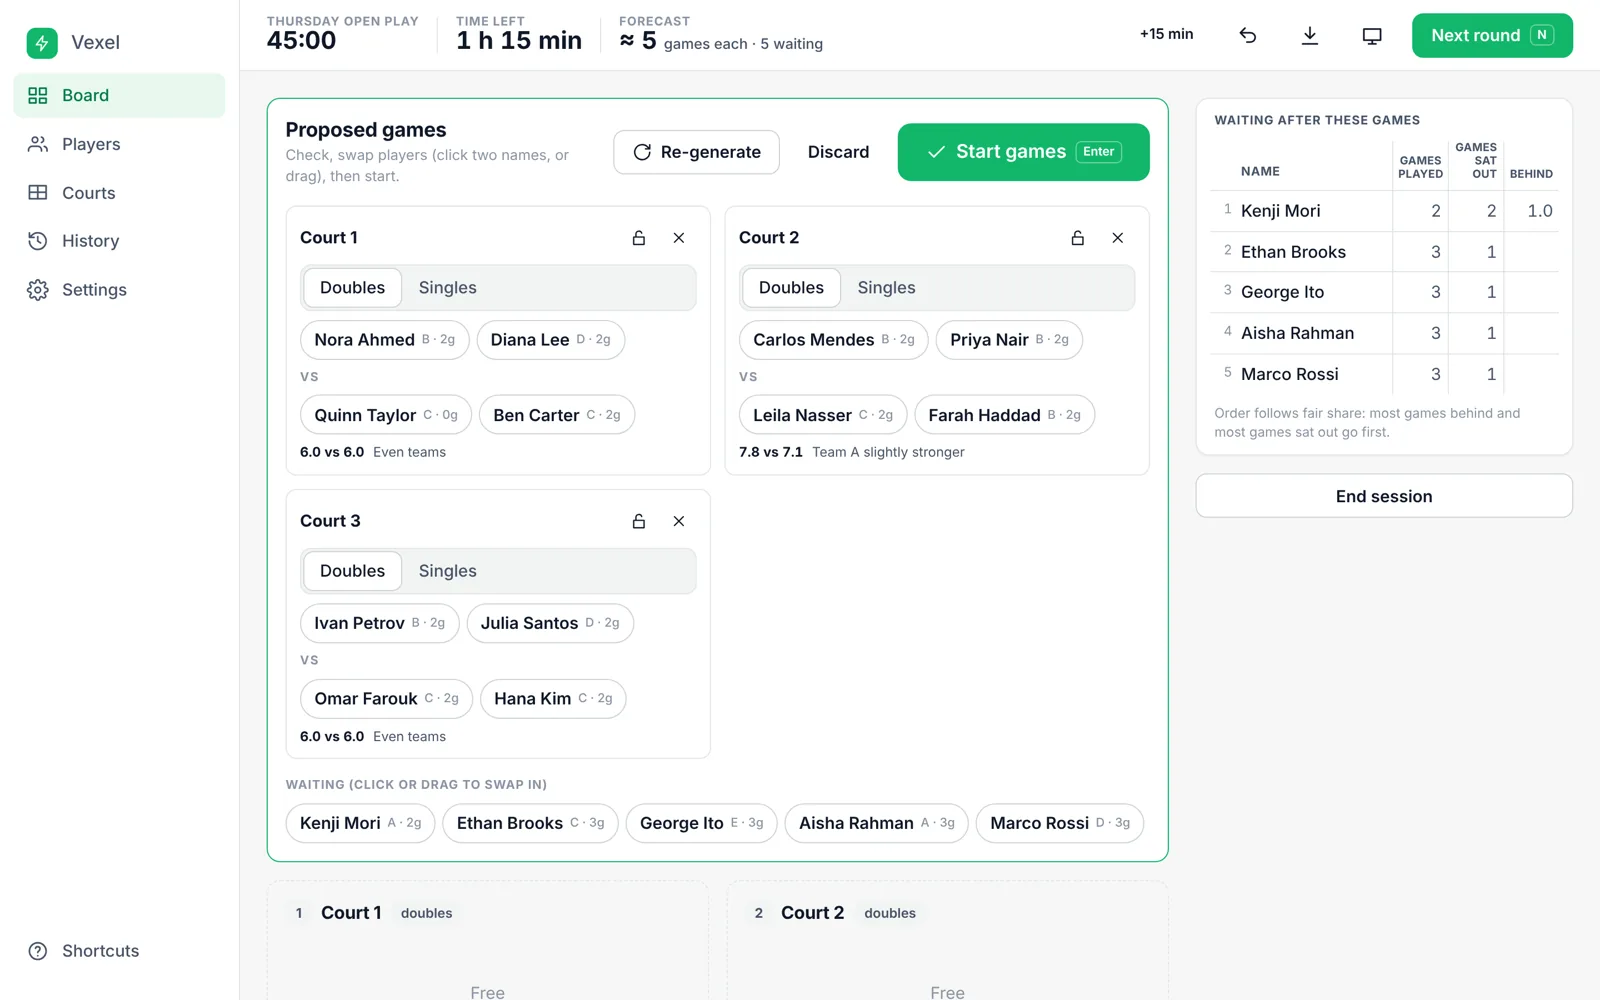 Vexel
Board
Players
Courts
History
Settings
Shortcuts
THURSDAY OPEN PLAY
45:00
TIME LEFT
1 h 15 min
FORECAST
≈ 5 games each · 5 waiting
+15 min
Next round N
Proposed games
Check, swap players (click two names, or
drag), then start.
Re-generate
Discard
Start games Enter
Court 1
Doubles Singles
Nora Ahmed B · 2g Diana Lee D · 2g
VS
Quinn Taylor C · 0g Ben Carter C · 2g
6.0 vs 6.0 Even teams
Court 2
Doubles Singles
Carlos Mendes B · 2g Priya Nair B · 2g
VS
Leila Nasser C · 2g Farah Haddad B · 2g
7.8 vs 7.1 Team A slightly stronger
Court 3
Doubles Singles
Ivan Petrov B · 2g Julia Santos D · 2g
VS
Omar Farouk C · 2g Hana Kim C · 2g
6.0 vs 6.0 Even teams
WAITING (CLICK OR DRAG TO SWAP IN)
Kenji Mori A · 2g Ethan Brooks C · 3g George Ito E · 3g Aisha Rahman A · 3g Marco Rossi D · 3g
1 Court 1 doubles
Free
2 Court 2 doubles
Free
WAITING AFTER THESE GAMES
NAME GAMES PLAYED GAMES SAT OUT BEHIND
1 Kenji Mori 2 2 1.0
2 Ethan Brooks 3 1
3 George Ito 3 1
4 Aisha Rahman 3 1
5 Marco Rossi 3 1
Order follows fair share: most games behind and
most games sat out go first.
End session